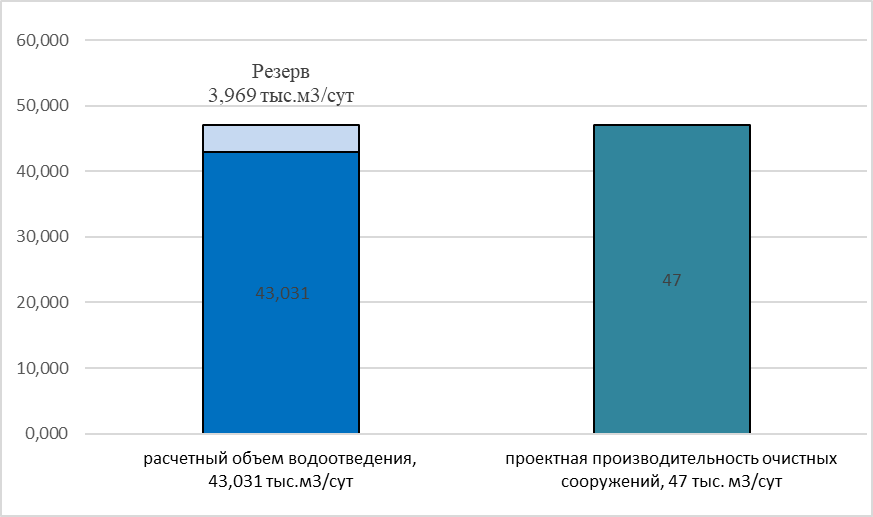 60,000
50,000
40,000
30,000
20,000
10,000
0,000
Резерв
3,969 тыс.м3/сут
43,031
47
расчетный объем водоотведения,
43,031 тыс.м3/сут
проектная производительность очистных
сооружений, 47 тыс. м3/сут